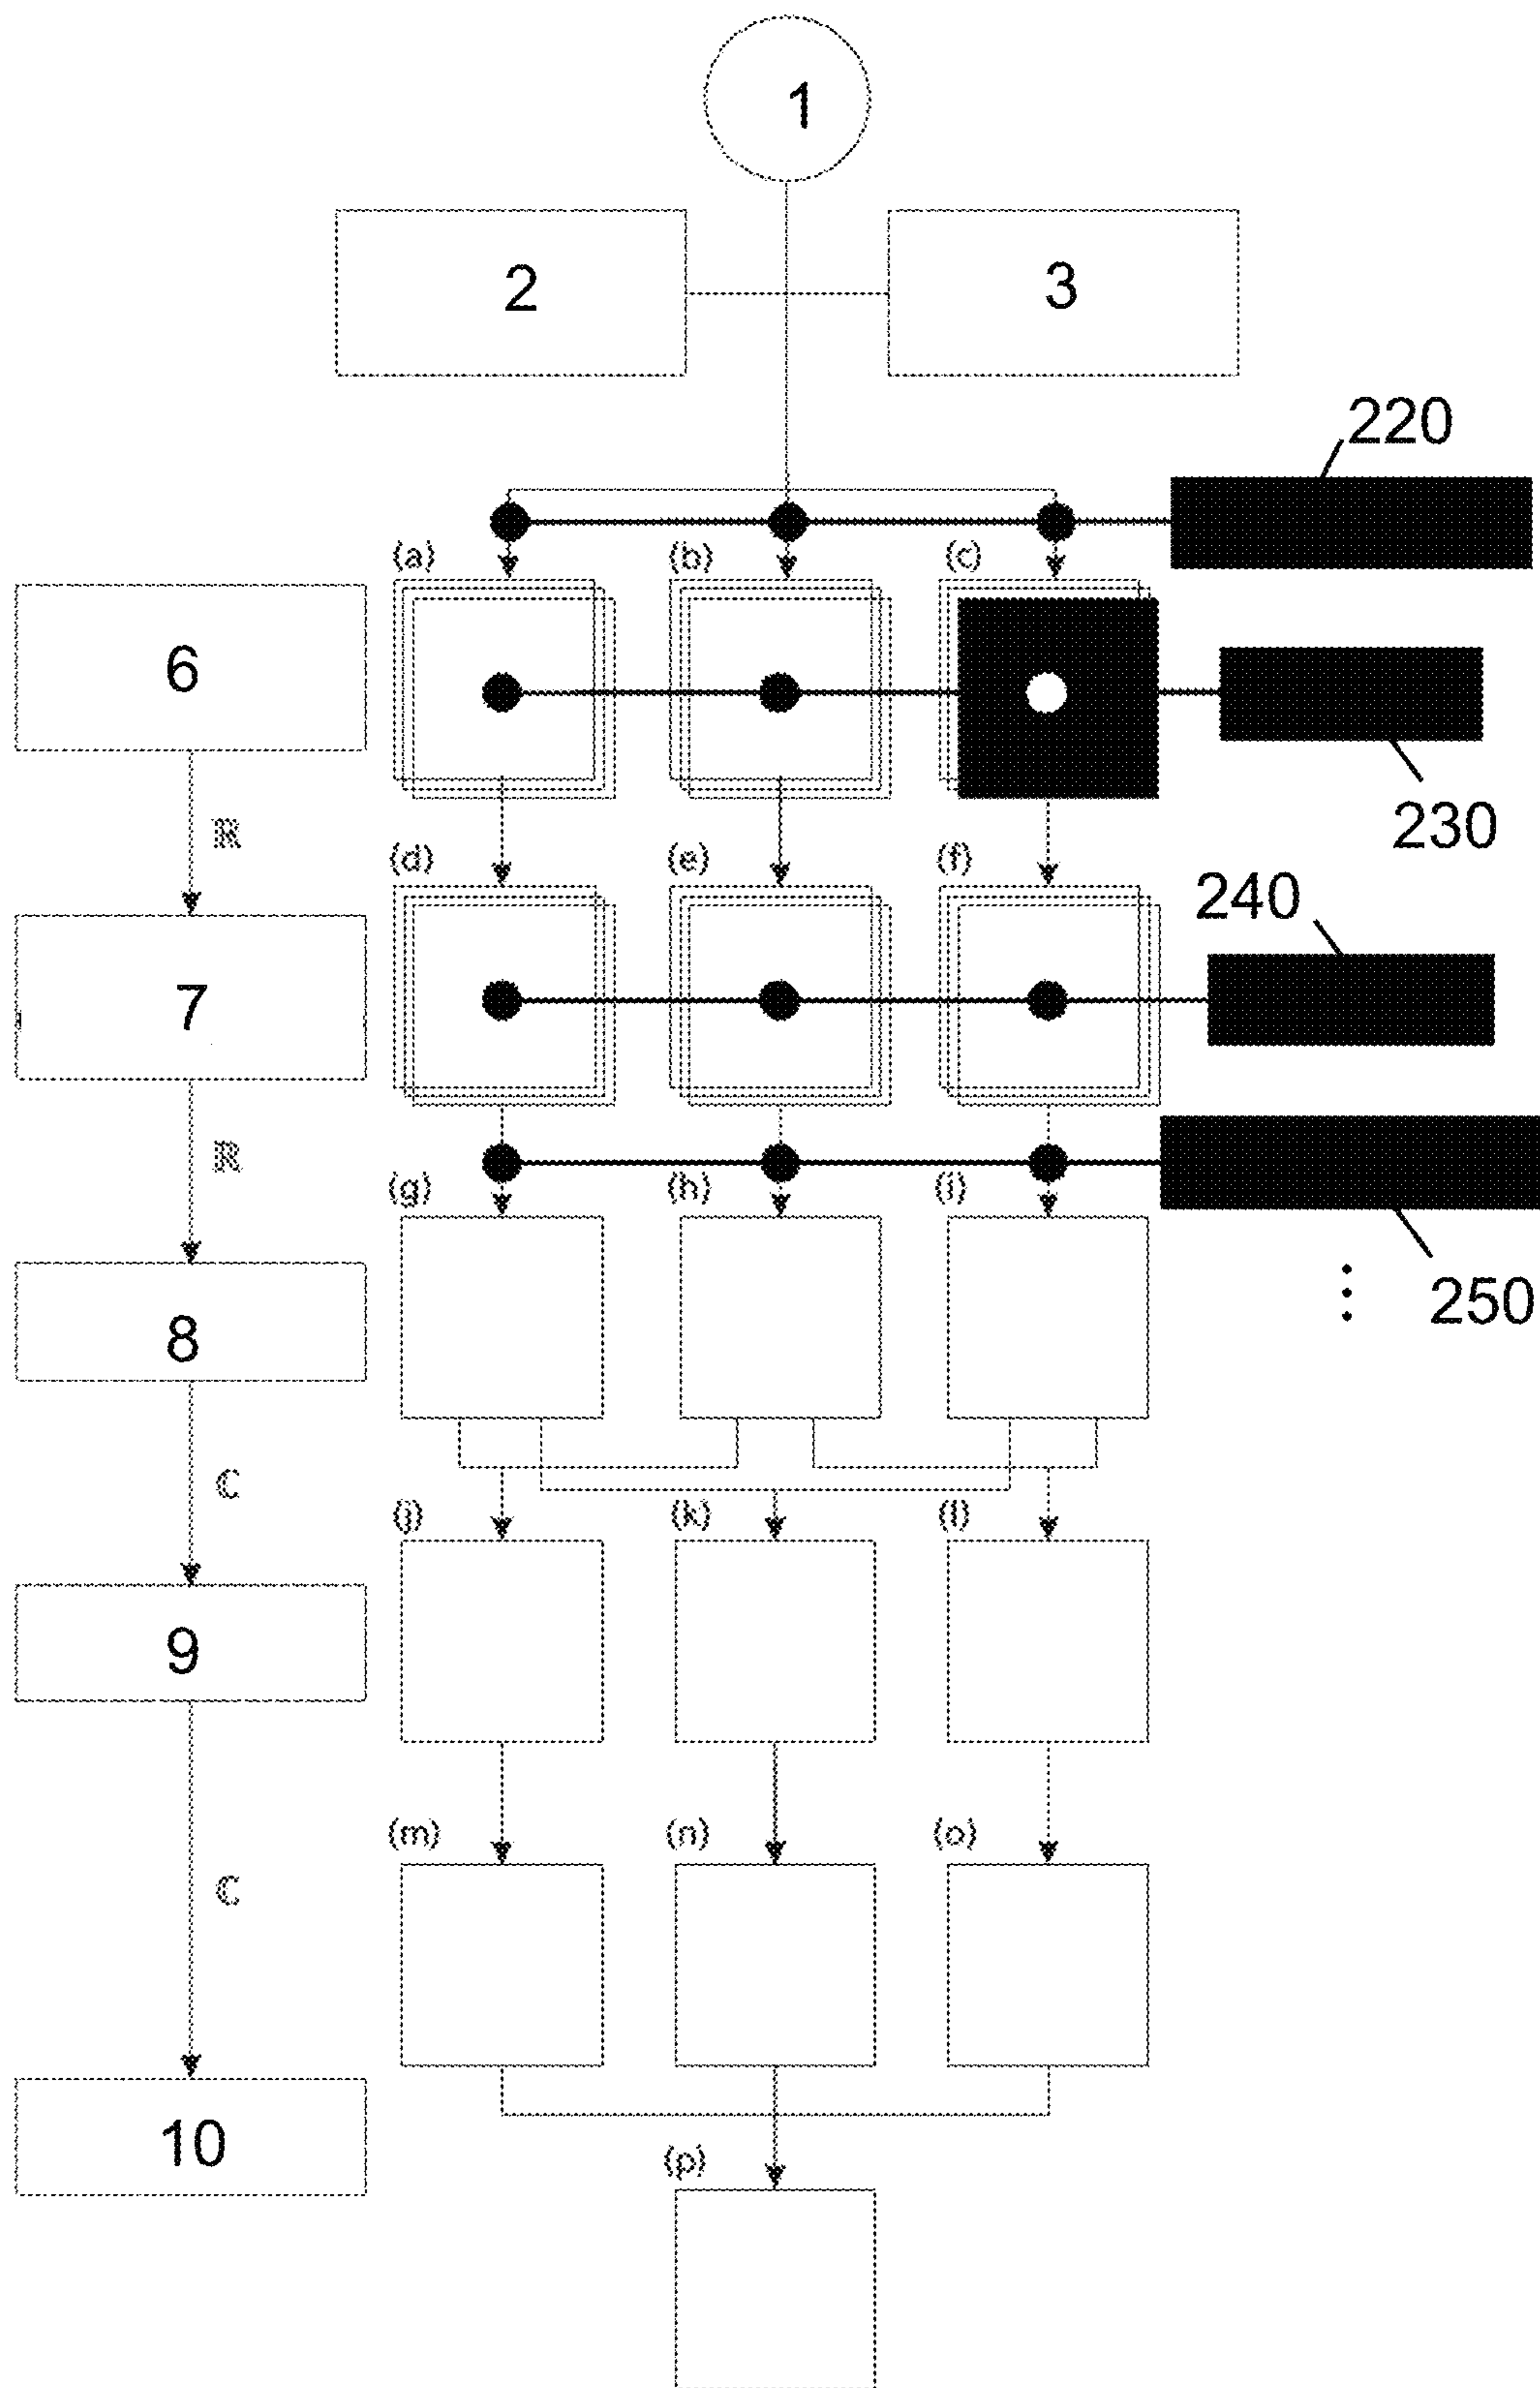 1
2 3
220
(a) (b) (c)
6
230
ℝ
(d) (e) (f)
240
7
ℝ
(g) (h) (i)
8
250
ℂ
(j) (k) (l)
9
(m) (n) (o)
ℂ
10
(p)